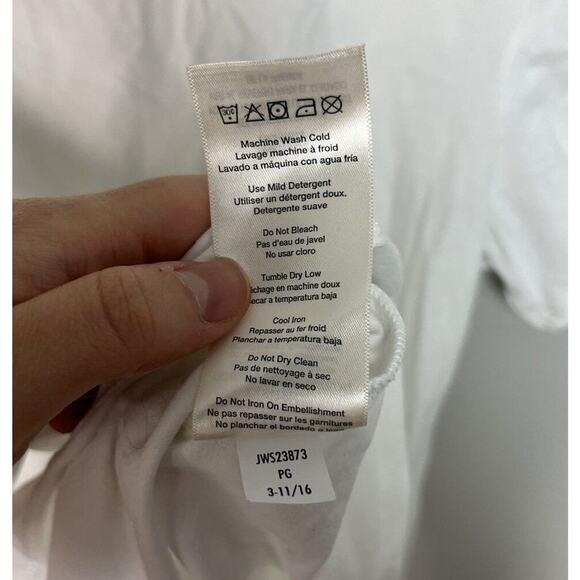 30°C
Machine Wash Cold
Lavage machine à froid
Lavado a máquina con agua fría
Use Mild Detergent
Utiliser un détergent doux.
Detergente suave
Do Not Bleach
Pas d'eau de javel
No usar cloro
Tumble Dry Low
échage en machine doux
ecar a temperatura baja
Cool Iron
Repasser au fer froid
Planchar a temperatura baja
Do Not Dry Clean
Pas de nettoyage à sec
No lavar en seco
Do Not Iron On Embellishment
Ne pas repasser sur les garnitures
No planchar el bordado
JWS23873
PG
3-11/16